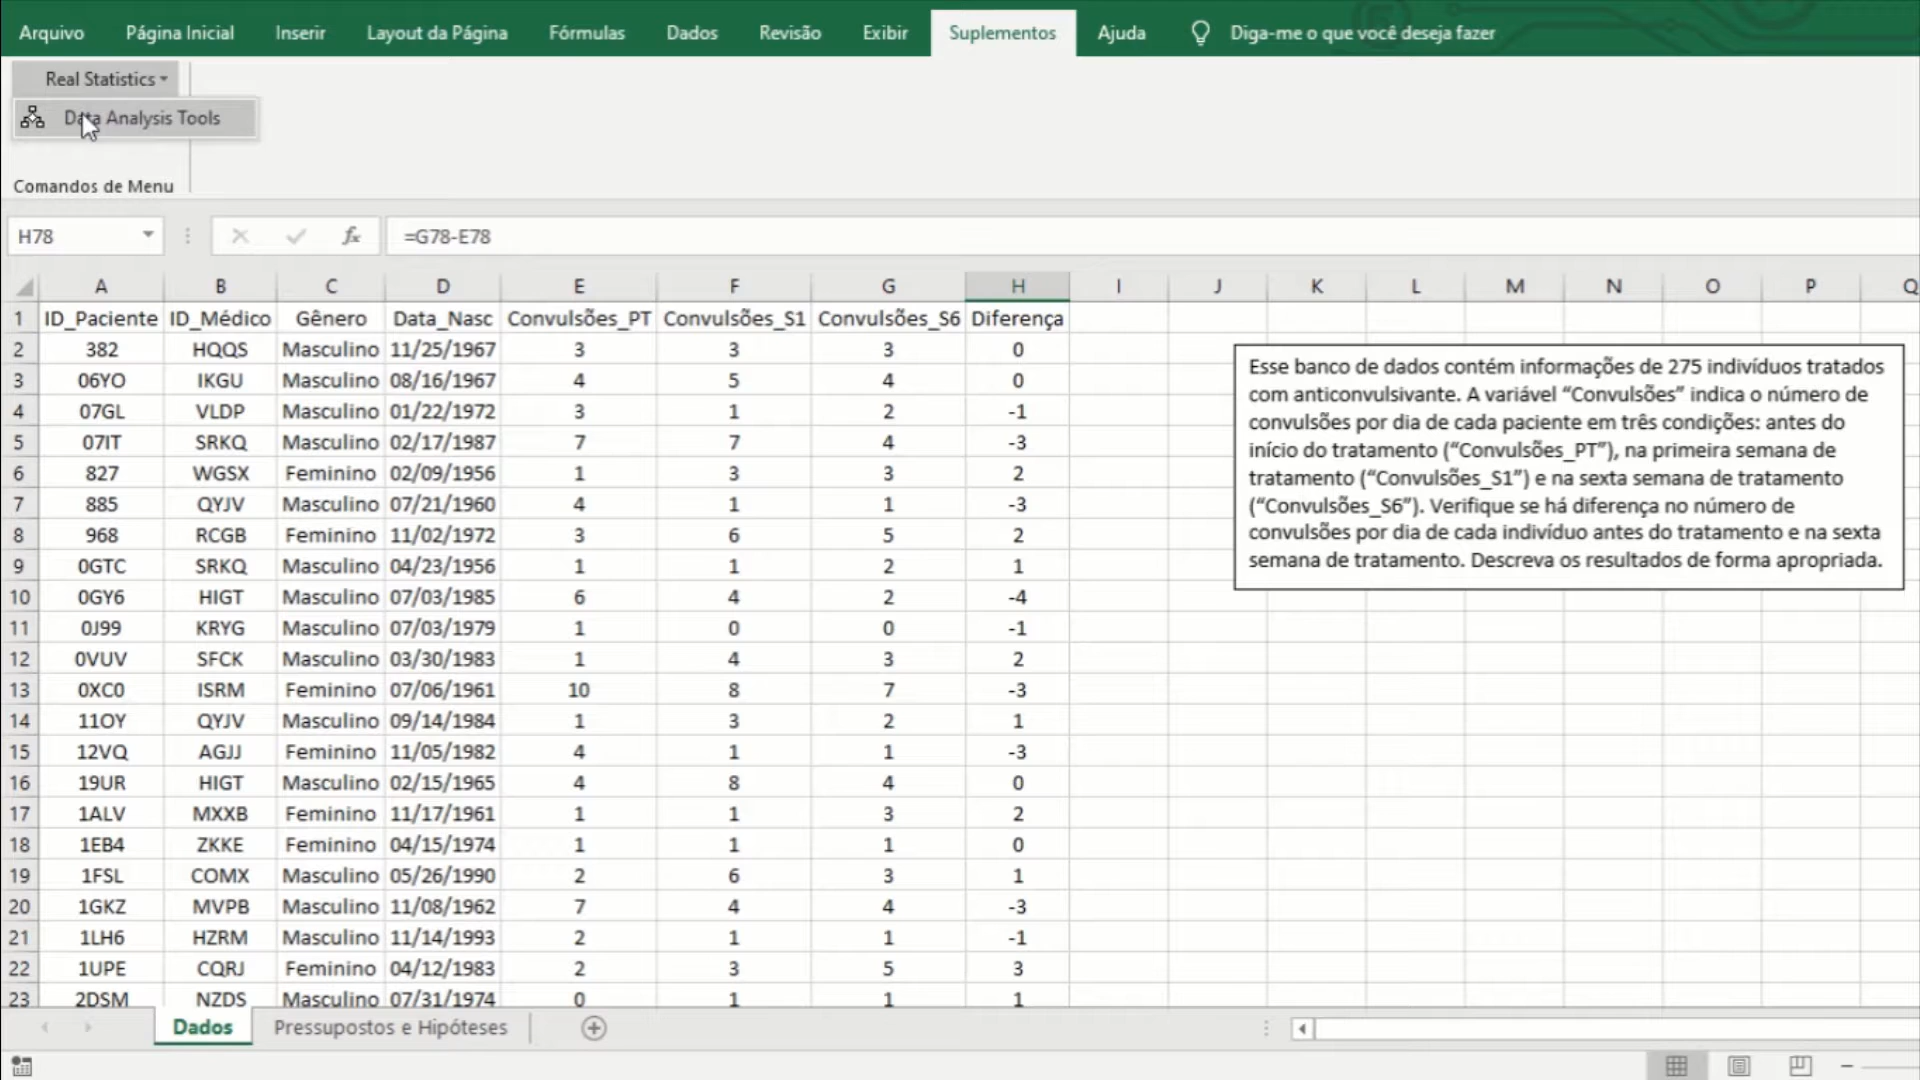 Arquivo Página Inicial Inserir Layout da Página Fórmulas Dados Revisão Exibir Suplementos Ajuda Diga-me o que você deseja fazer
Real Statistics
Data Analysis Tools
Comandos de Menu
H78 fx =G78-E78
A B C D E F G H I J K L M N O P Q
1 ID_Paciente ID_Médico Gênero Data_Nasc Convulsões_PT Convulsões_S1 Convulsões_S6 Diferença
2 382 HQQS Masculino 11/25/1967 3 3 3 0
3 06YO IKGU Masculino 08/16/1967 4 5 4 0
4 07GL VLDP Masculino 01/22/1972 3 1 2 -1
5 07IT SRKQ Masculino 02/17/1987 7 7 4 -3
6 827 WGSX Feminino 02/09/1956 1 3 3 2
7 885 QYJV Masculino 07/21/1960 4 1 1 -3
8 968 RCGB Feminino 11/02/1972 3 6 5 2
9 0GTC SRKQ Masculino 04/23/1956 1 1 2 1
10 0GY6 HIGT Masculino 07/03/1985 6 4 2 -4
11 0J99 KRYG Masculino 07/03/1979 1 0 0 -1
12 0VUV SFCK Masculino 03/30/1983 1 4 3 2
13 0XC0 ISRM Feminino 07/06/1961 10 8 7 -3
14 11OY QYJV Masculino 09/14/1984 1 3 2 1
15 12VQ AGJJ Feminino 11/05/1982 4 1 1 -3
16 19UR HIGT Masculino 02/15/1965 4 8 4 0
17 1ALV MXXB Feminino 11/17/1961 1 1 3 2
18 1EB4 ZKKE Feminino 04/15/1974 1 1 1 0
19 1FSL COMX Masculino 05/26/1990 2 6 3 1
20 1GKZ MVPB Masculino 11/08/1962 7 4 4 -3
21 1LH6 HZRM Masculino 11/14/1993 2 1 1 -1
22 1UPE CQRJ Feminino 04/12/1983 2 3 5 3
23 2DSM NZDS Masculino 07/31/1974 0 1 1 1
Esse banco de dados contém informações de 275 indivíduos tratados
com anticonvulsivante. A variável “Convulsões” indica o número de
convulsões por dia de cada paciente em três condições: antes do
início do tratamento (“Convulsões_PT”), na primeira semana de
tratamento (“Convulsões_S1”) e na sexta semana de tratamento
(“Convulsões_S6”). Verifique se há diferença no número de
convulsões por dia de cada indivíduo antes do tratamento e na sexta
semana de tratamento. Descreva os resultados de forma apropriada.
Dados Pressupostos e Hipóteses